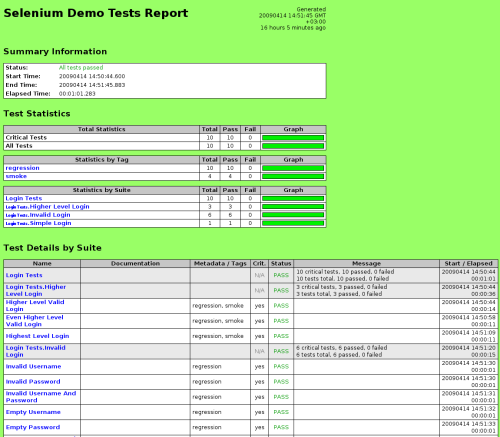 Selenium Demo Tests Report
Generated
20090414 14:51:45 GMT
+03:00
16 hours 5 minutes ago
Summary Information
Status: All tests passed
Start Time: 20090414 14:50:44.600
End Time: 20090414 14:51:45.883
Elapsed Time: 00:01:01.283
Test Statistics
Total Statistics Total Pass Fail Graph
Critical Tests 10 10 0
All Tests 10 10 0
Statistics by Tag Total Pass Fail Graph
regression 10 10 0
smoke 4 4 0
Statistics by Suite Total Pass Fail Graph
Login Tests 10 10 0
Login Tests.Higher Level Login 3 3 0
Login Tests.Invalid Login 6 6 0
Login Tests.Simple Login 1 1 0
Test Details by Suite
Name Documentation Metadata / Tags Crit. Status Message Start / Elapsed
Login Tests N/A PASS 10 critical tests, 10 passed, 0 failed 20090414 14:50:44
10 tests total, 10 passed, 0 failed 00:01:01
Login Tests.Higher N/A PASS 3 critical tests, 3 passed, 0 failed 20090414 14:50:44
Level Login 3 tests total, 3 passed, 0 failed 00:00:36
Higher Level Valid regression, smoke yes PASS 20090414 14:50:44
Login 00:00:14
Even Higher Level regression, smoke yes PASS 20090414 14:50:58
Valid Login 00:00:11
Highest Level Login regression, smoke yes PASS 20090414 14:51:09
00:00:11
Login Tests.Invalid N/A PASS 6 critical tests, 6 passed, 0 failed 20090414 14:51:20
Login 6 tests total, 6 passed, 0 failed 00:00:15
Invalid Username regression yes PASS 20090414 14:51:30
00:00:01
Invalid Password regression yes PASS 20090414 14:51:30
00:00:01
Invalid Username And regression yes PASS 20090414 14:51:31
Password 00:00:01
Empty Username regression yes PASS 20090414 14:51:32
00:00:01
Empty Password regression yes PASS 20090414 14:51:33
00:00:01